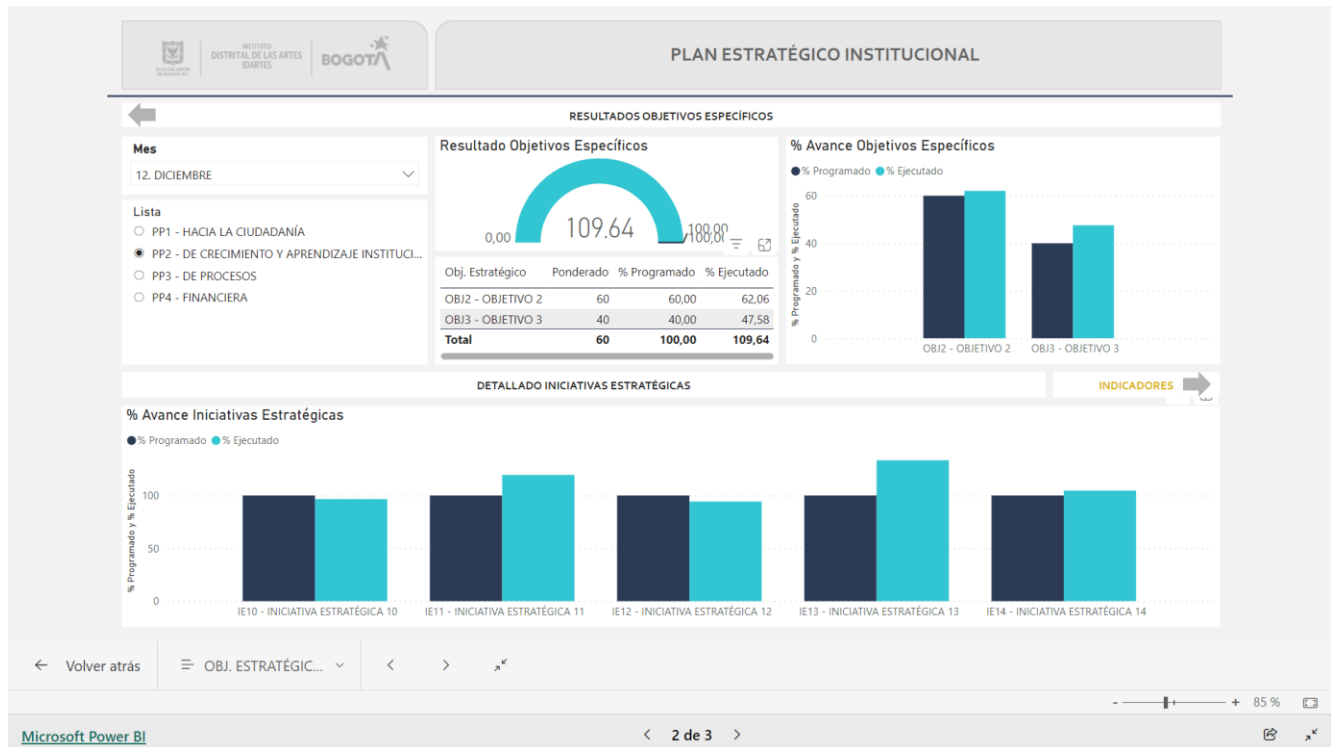 INSTITUTO
DISTRITAL DE LAS ARTES
IDARTES
BOGOTÁ
PLAN ESTRATÉGICO INSTITUCIONAL
RESULTADOS OBJETIVOS ESPECÍFICOS
Mes
12. DICIEMBRE
Lista
PP1 - HACIA LA CIUDADANÍA
PP2 - DE CRECIMIENTO Y APRENDIZAJE INSTITUCI...
PP3 - DE PROCESOS
PP4 - FINANCIERA
Resultado Objetivos Específicos
109,64
0,00
Obj. Estratégico Ponderado % Programado % Ejecutado
OBJ2 - OBJETIVO 2 60 60,00 62,06
OBJ3 - OBJETIVO 3 40 40,00 47,58
Total 60 100,00 109,64
% Avance Objetivos Específicos
% Programado % Ejecutado
% Programado y % Ejecutado
60
40
20
0
OBJ2 - OBJETIVO 2 OBJ3 - OBJETIVO 3
DETALLADO INICIATIVAS ESTRATÉGICAS
INDICADORES
% Avance Iniciativas Estratégicas
% Programado % Ejecutado
% Programado y % Ejecutado
100
50
0
IE10 - INICIATIVA ESTRATÉGICA 10 IE11 - INICIATIVA ESTRATÉGICA 11 IE12 - INICIATIVA ESTRATÉGICA 12 IE13 - INICIATIVA ESTRATÉGICA 13 IE14 - INICIATIVA ESTRATÉGICA 14
Volver atrás OBJ. ESTRATÉGIC...
- + 85 %
Microsoft Power BI 2 de 3